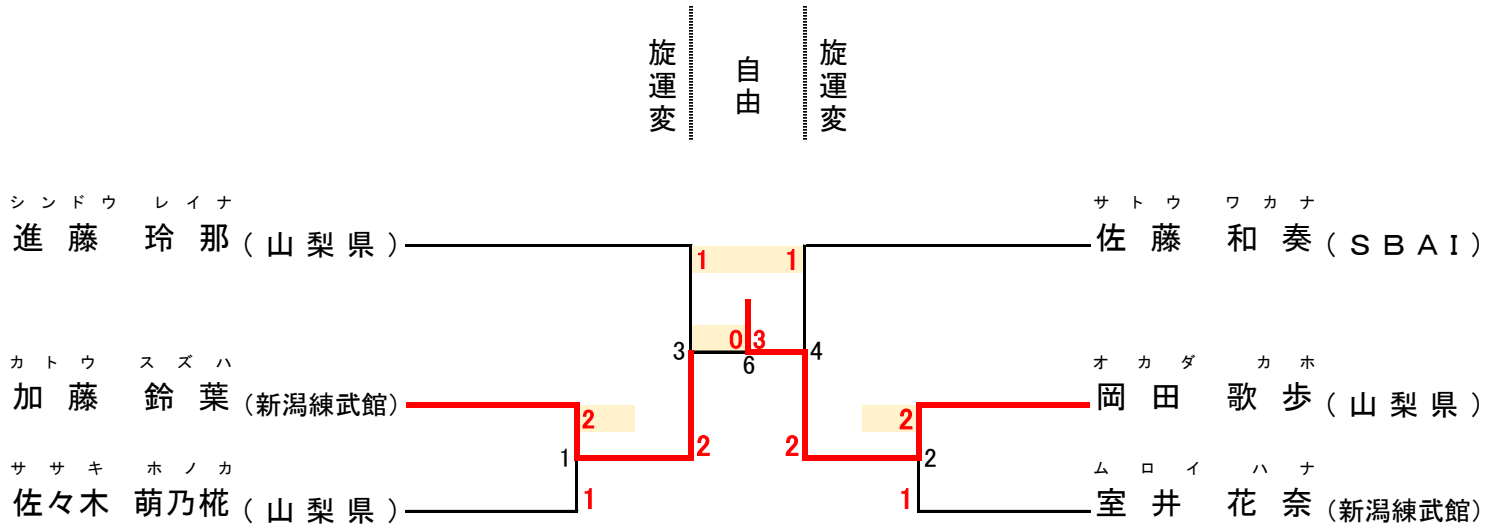 旋運変
自由
旋運変
シンドウ レイナ
進藤 玲那(山梨県)
サトウ ワカナ
佐藤 和奏(SBAI)
1 1
0 3
3 4
6
カトウ スズハ
加藤 鈴葉(新潟練武館)
オカダ カホ
岡田 歌歩(山梨県)
2 2
2 2
1 2
ササキ ホノカ
佐々木 萌乃椛(山梨県)
ムロイ ハナ
室井 花奈(新潟練武館)
1 1